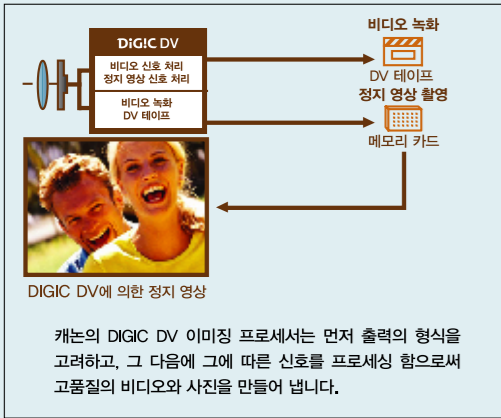 DiG!C DV
비디오 신호 처리
정지 영상 신호 처리
비디오 녹화
DV 테이프
비디오 녹화
DV 테이프
정지 영상 촬영
메모리 카드
DIGIC DV에 의한 정지 영상
캐논의 DIGIC DV 이미징 프로세서는 먼저 출력의 형식을
고려하고, 그 다음에 그에 따른 신호를 프로세싱 함으로써
고품질의 비디오와 사진을 만들어 냅니다.